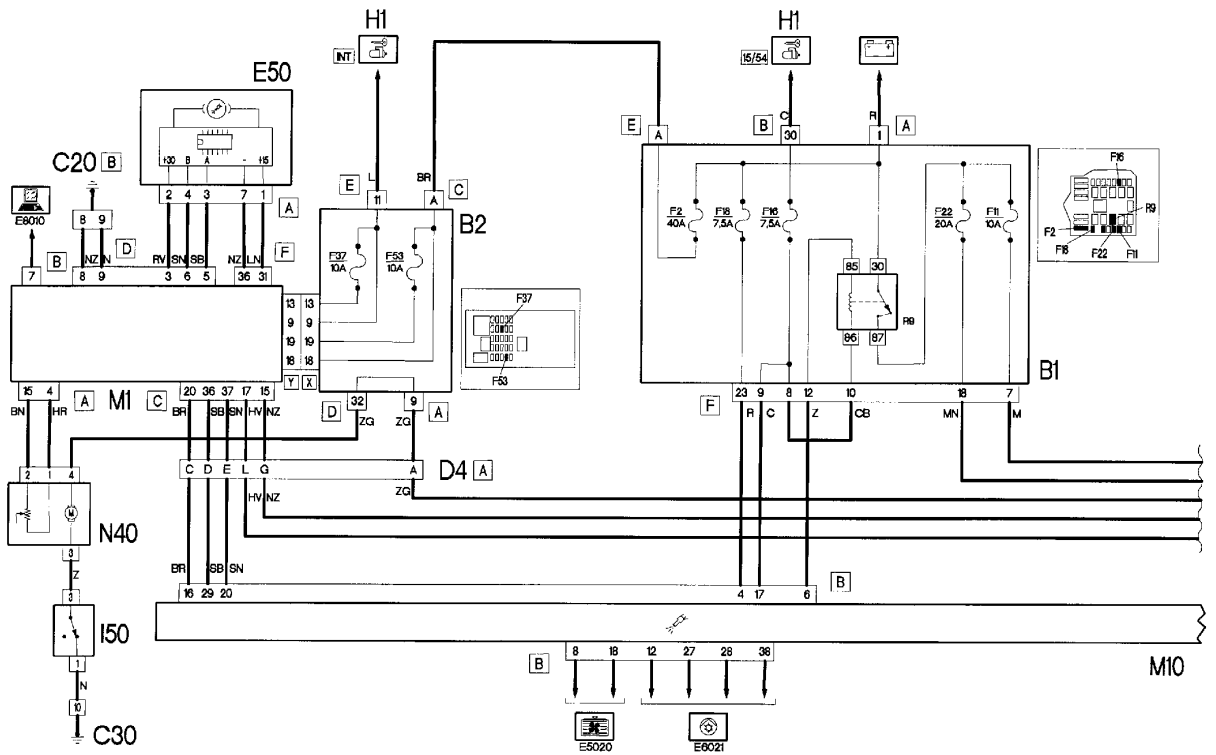 H1 H1
INT 15/54
E50
C R
BR
E A B 30 1 A
C20 B
+30 B A - +15
L
E 11 A C
F16
R9
F2
F18 F22 F11
2 4 3 7 1 A
B2
F2 40A F18 7,5A F16 7,5A F22 20A F11 10A
E8010
8 9
D F
NZ N RV SN SB NZ LN
F37 10A F53 10A
7 B 8 9 3 6 5 36 31
85 30
F37
13 13
9 9
19 19
18 18
R9
86 87
F53
Y X
B1
15 4 A M1 C 20 36 37 17 15
D 32 9 A
F 23 9 8 12 10 18 7
BN HR BR SB SN HV NZ
ZG ZG
R C Z CB MN M
C D E L G A D4 A
2 1 4
HV NZ ZG
M
N40
3
Z
BR SB SN
B
16 29 20 4 17 6
3
I50
1
N
10
C30
B 8 18 12 27 28 38
M10
E5020 E6021